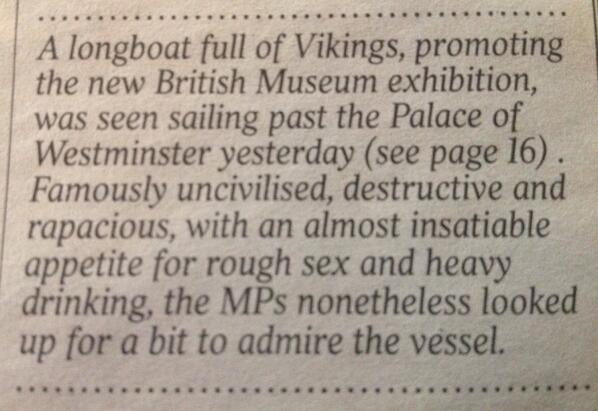 A longboat full of Vikings, promoting
the new British Museum exhibition,
was seen sailing past the Palace of
Westminster yesterday (see page 16) .
Famously uncivilised, destructive and
rapacious, with an almost insatiable
appetite for rough sex and heavy
drinking, the MPs nonetheless looked
up for a bit to admire the vessel.